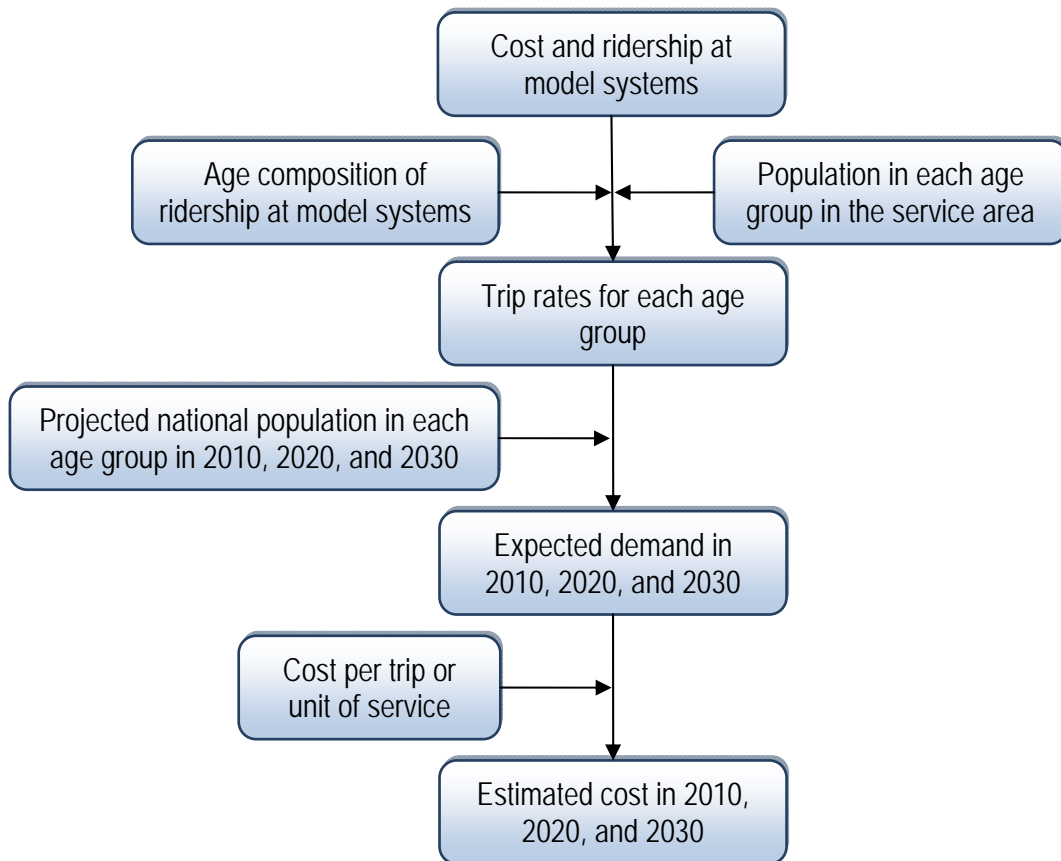 Cost and ridership at
model systems
Age composition of
ridership at model systems
Population in each age
group in the service area
Trip rates for each age
group
Projected national population in each
age group in 2010, 2020, and 2030
Expected demand in
2010, 2020, and 2030
Cost per trip or
unit of service
Estimated cost in 2010,
2020, and 2030